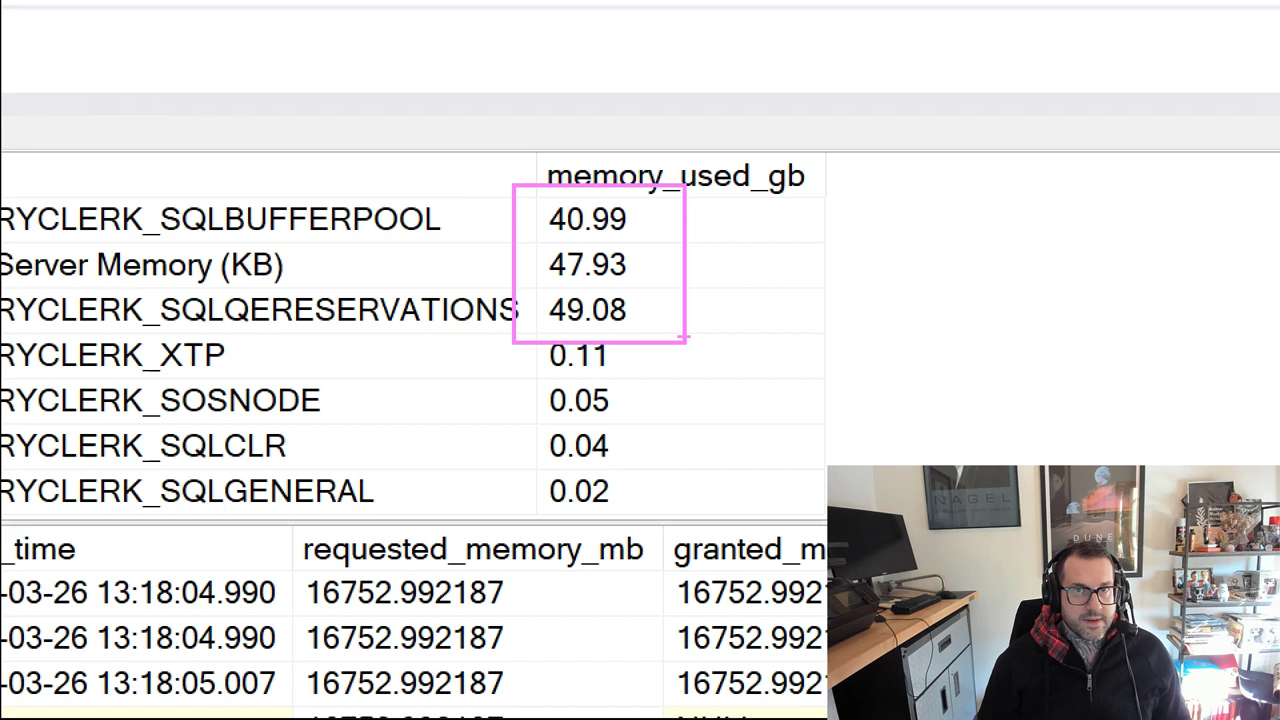 memory_used_gb
RYCLERK_SQLBUFFERPOOL 40.99
Server Memory (KB) 47.93
RYCLERK_SQLQERESERVATIONS 49.08
RYCLERK_XTP 0.11
RYCLERK_SOSNODE 0.05
RYCLERK_SQLCLR 0.04
RYCLERK_SQLGENERAL 0.02
_time requested_memory_mb granted_m
-03-26 13:18:04.990 16752.992187 16752.992
-03-26 13:18:04.990 16752.992187 16752.992
-03-26 13:18:05.007 16752.992187 16752.992
NAGEL
DUNE